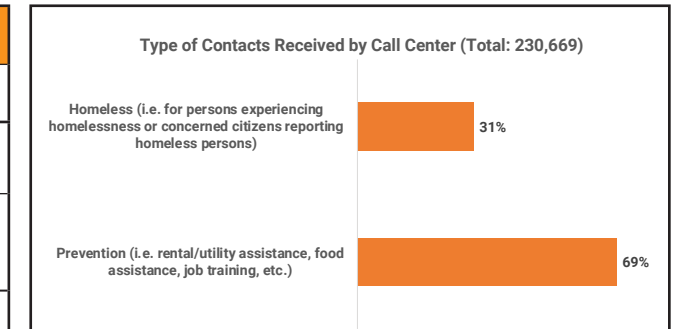 Type of Contacts Received by Call Center (Total: 230,669)
Homeless (i.e. for persons experiencing
homelessness or concerned citizens reporting
homeless persons)
31%
Prevention (i.e. rental/utility assistance, food
assistance, job training, etc.)
69%